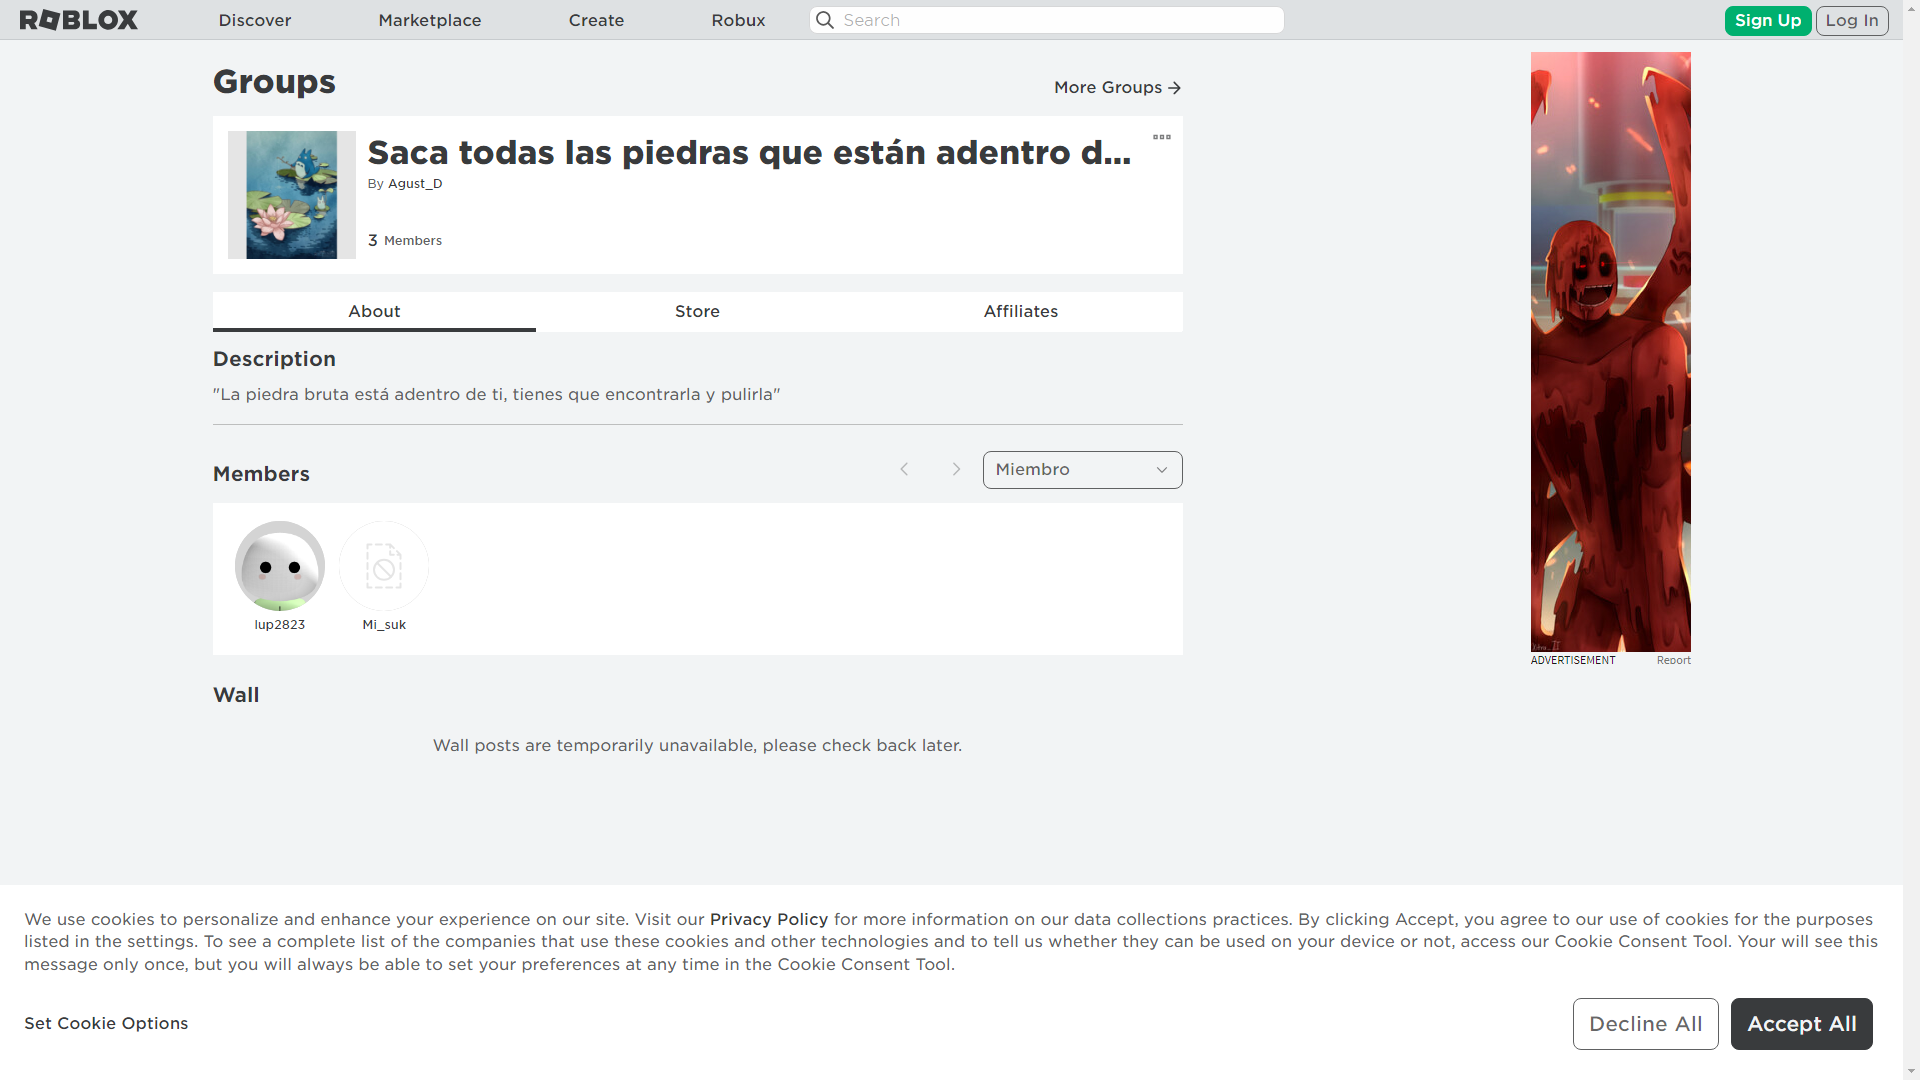 ROBLOX
Discover
Marketplace
Create
Robux
Search
Sign Up
Log In
Groups
More Groups
Saca todas las piedras que están adentro d...
By Agust_D
3 Members
About
Store
Affiliates
Description
"La piedra bruta está adentro de ti, tienes que encontrarla y pulirla"
Members
Miembro
lup2823
Mi_suk
ADVERTISEMENT
Report
Wall
Wall posts are temporarily unavailable, please check back later.
We use cookies to personalize and enhance your experience on our site. Visit our Privacy Policy for more information on our data collections practices. By clicking Accept, you agree to our use of cookies for the purposes
listed in the settings. To see a complete list of the companies that use these cookies and other technologies and to tell us whether they can be used on your device or not, access our Cookie Consent Tool. Your will see this
message only once, but you will always be able to set your preferences at any time in the Cookie Consent Tool.
Set Cookie Options
Decline All
Accept All